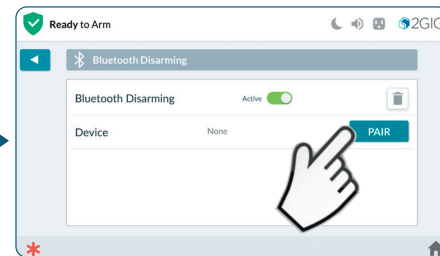 Ready to Arm
2GIG
Bluetooth Disarming
Bluetooth Disarming Active
Device None PAIR